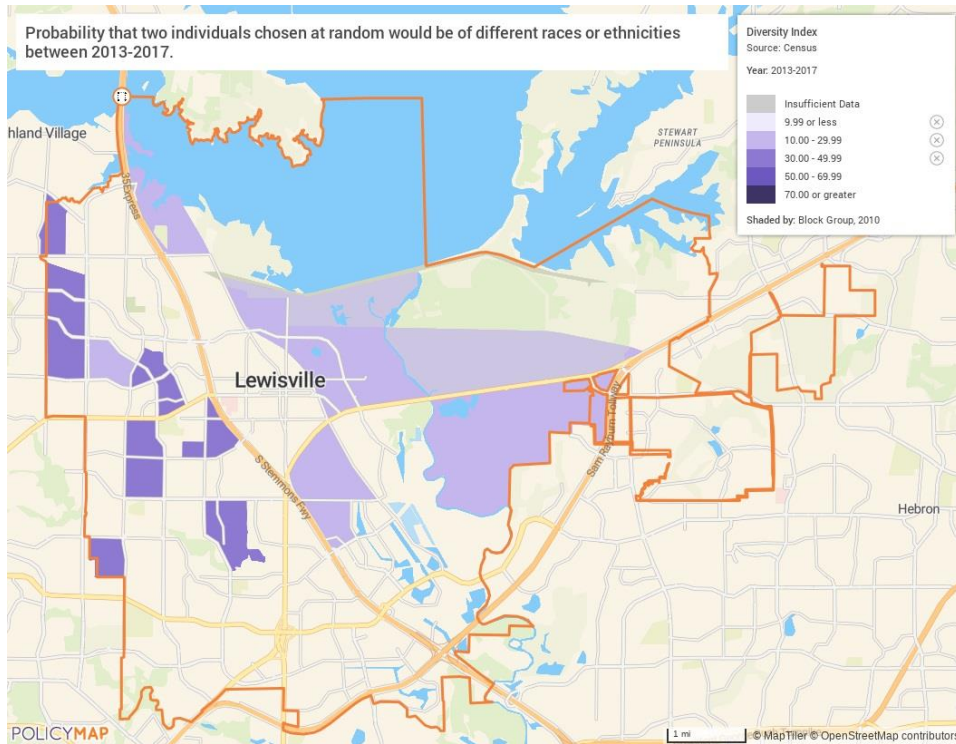 Probability that two individuals chosen at random would be of different races or ethnicities
between 2013-2017.
Diversity Index
Source: Census
Year: 2013-2017
Insufficient Data
9.99 or less
10.00 - 29.99
30.00 - 49.99
50.00 - 69.99
70.00 or greater
Shaded by: Block Group, 2010
hland Village
STEWART
PENINSULA
35Express
Lewisville
Sam Rayburn Tollway
S Stemmons Fwy
Hebron
POLICYMAP
1 mi
© MapTiler © OpenStreetMap contributors